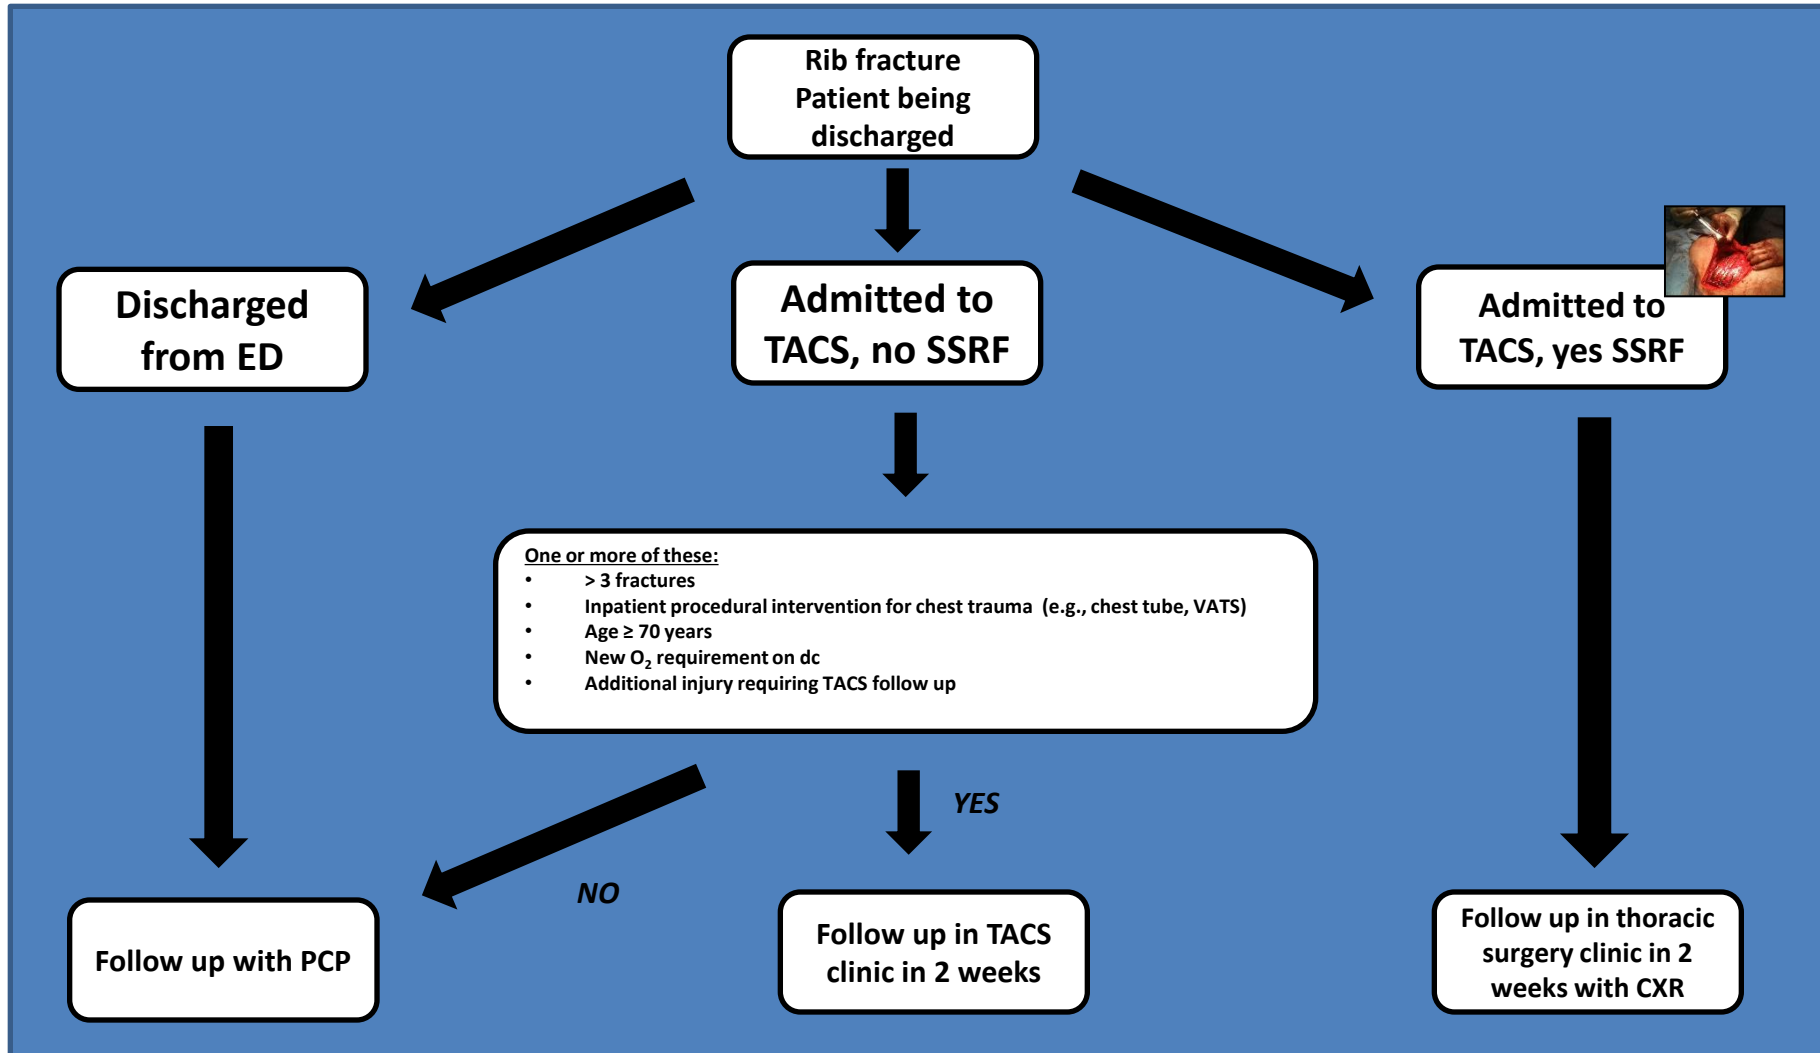 Rib fracture
Patient being
discharged
Discharged
from ED
Admitted to
TACS, no SSRF
Admitted to
TACS, yes SSRF
One or more of these:
• > 3 fractures
• Inpatient procedural intervention for chest trauma (e.g., chest tube, VATS)
• Age ≥ 70 years
• New O₂ requirement on dc
• Additional injury requiring TACS follow up
YES
NO
Follow up with PCP
Follow up in TACS
clinic in 2 weeks
Follow up in thoracic
surgery clinic in 2
weeks with CXR